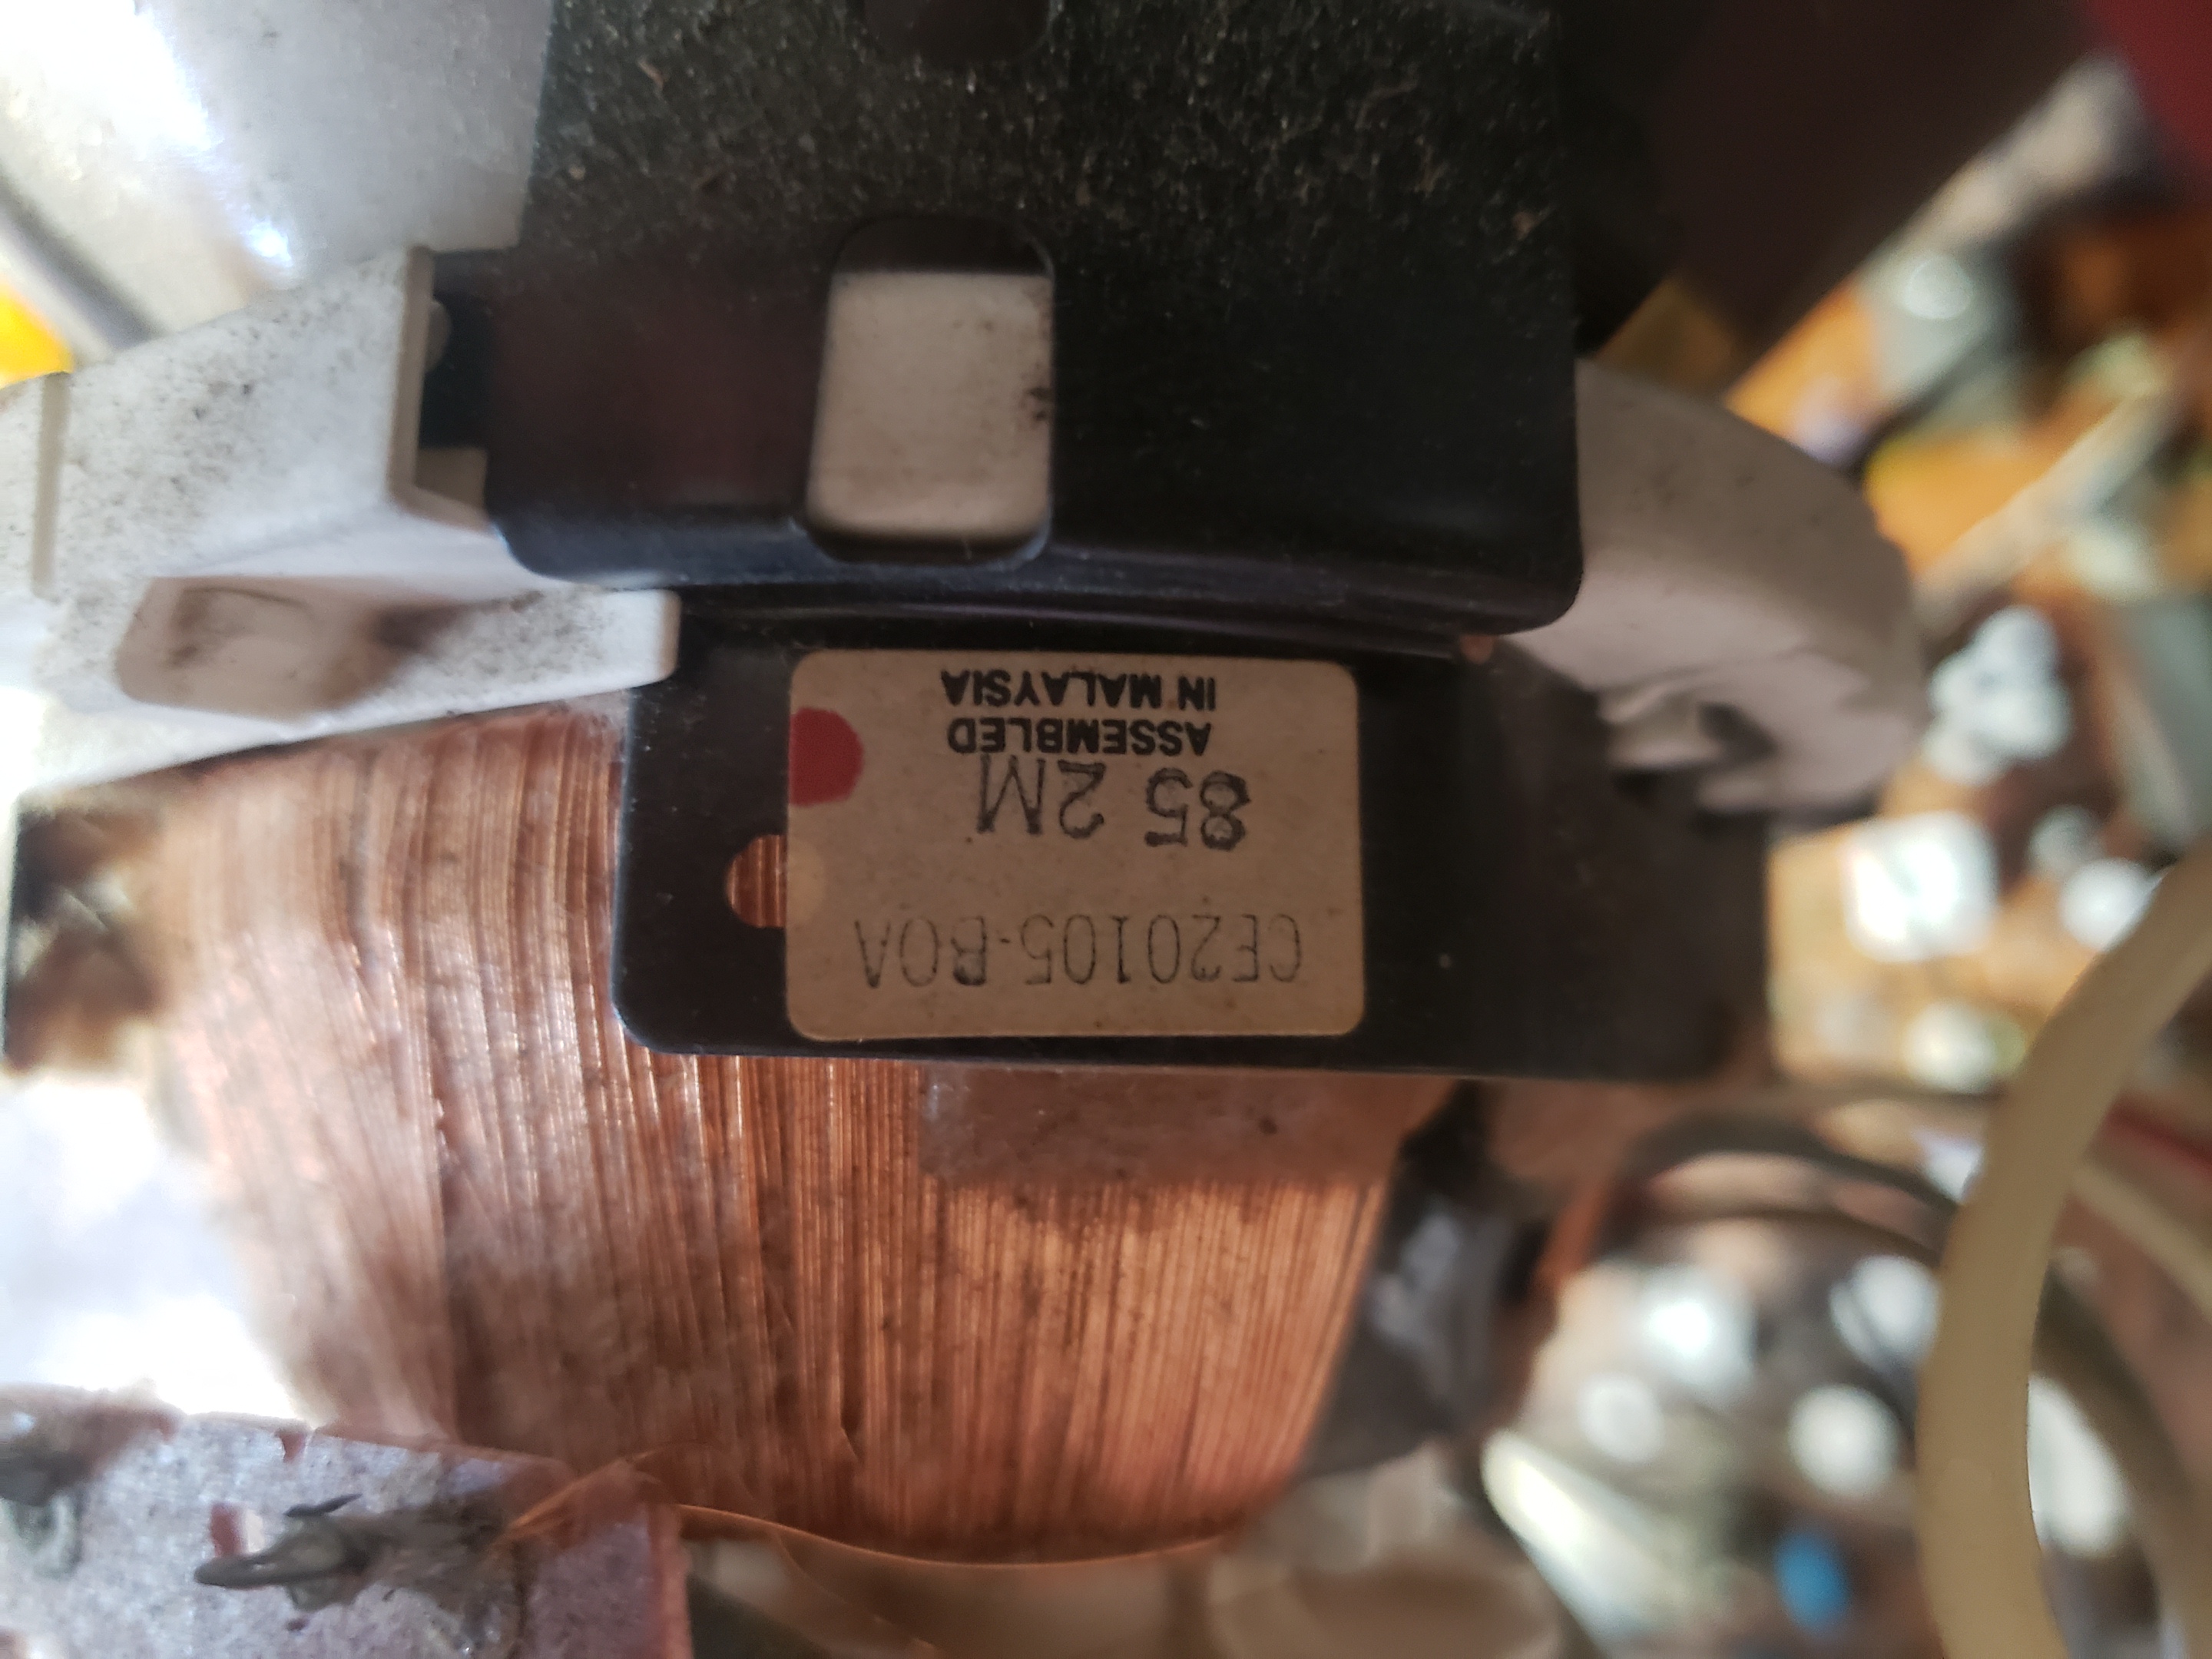 CE20105-B0A
85 2M
ASSEMBLED
IN MALAYSIA